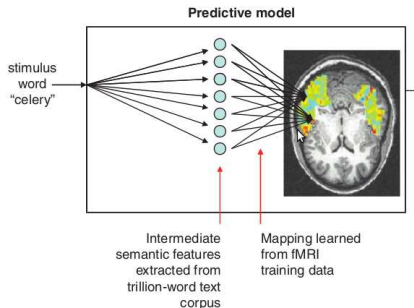 Predictive model
stimulus
word
“celery”
Intermediate
semantic features
extracted from
trillion-word text
corpus
Mapping learned
from fMRI
training data